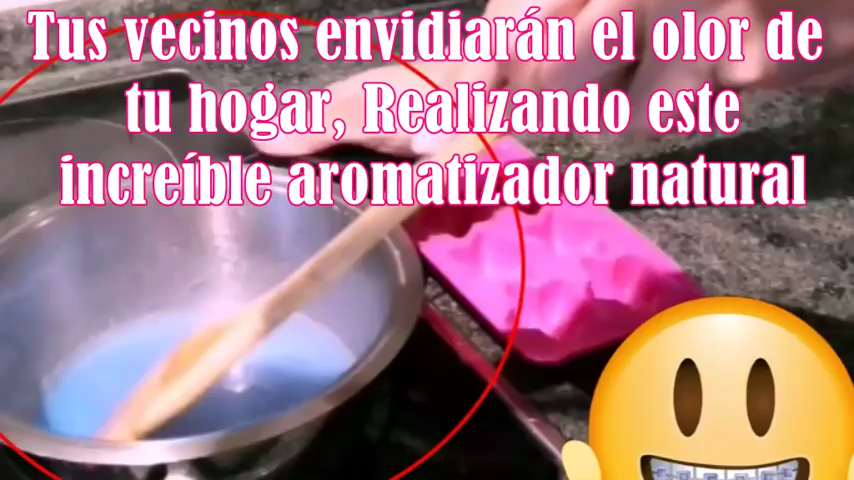 Tus vecinos envidiarán el olor de
tu hogar, Realizando este
increíble aromatizador natural